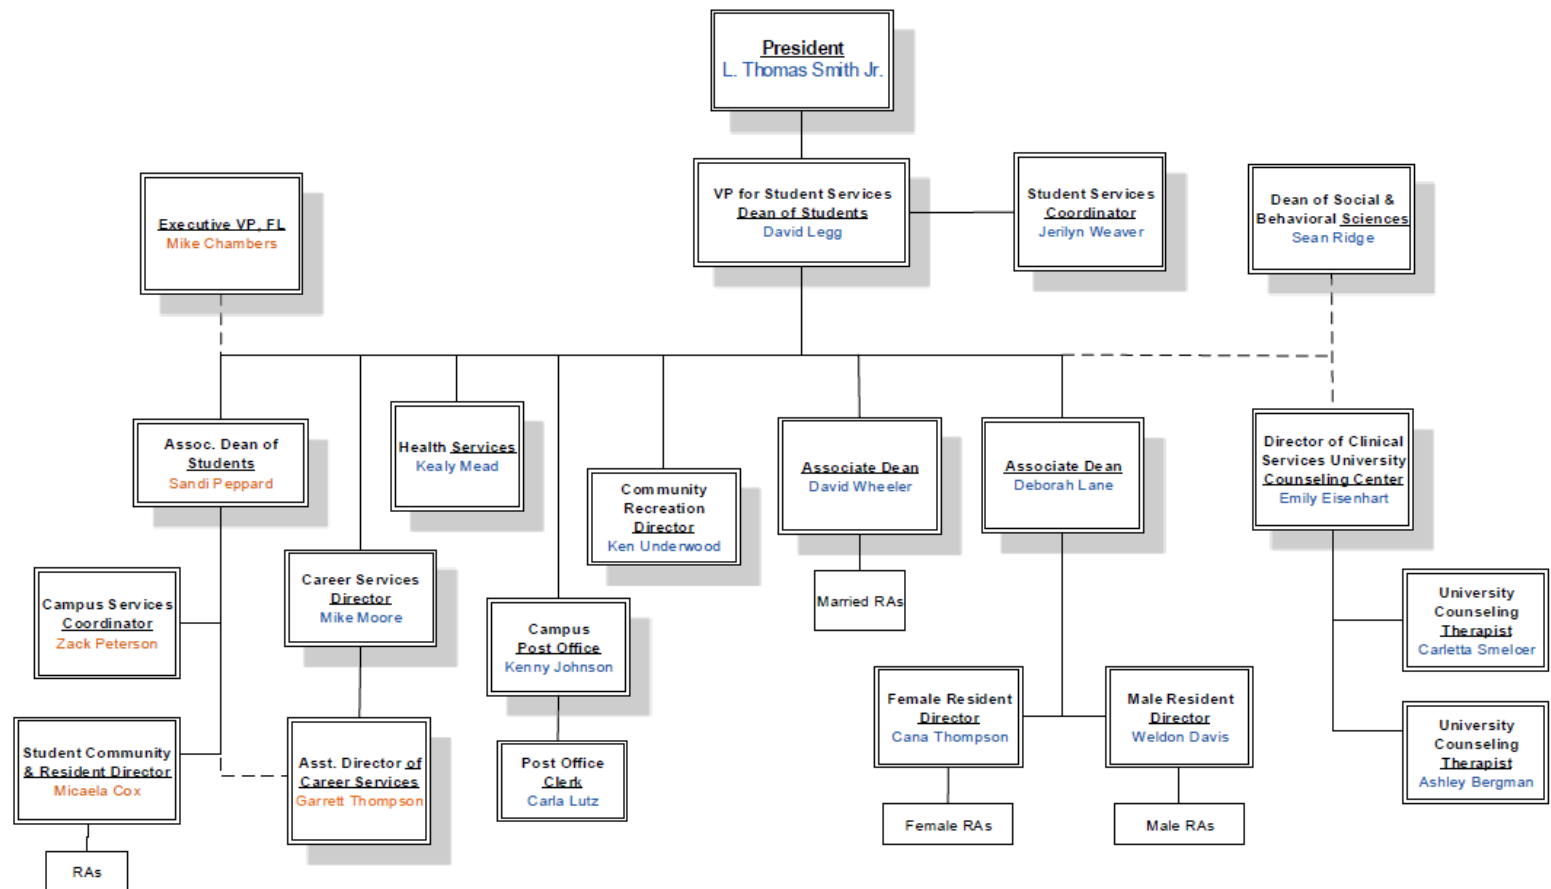 President
L. Thomas Smith Jr.
VP for Student Services
Dean of Students
David Legg
Student Services
Coordinator
Jerilyn Weaver
Dean of Social &
Behavioral Sciences
Sean Ridge
Executive VP, FL
Mike Chambers
Assoc. Dean of
Students
Sandi Peppard
Health Services
Kealy Mead
Community
Recreation
Director
Ken Underwood
Associate Dean
David Wheeler
Associate Dean
Deborah Lane
Director of Clinical
Services University
Counseling Center
Emily Eisenhart
Campus Services
Coordinator
Zack Peterson
Career Services
Director
Mike Moore
Campus
Post Office
Kenny Johnson
Married RAs
University
Counseling
Therapist
Carletta Smelser
Student Community
& Resident Director
Micaela Cox
Asst. Director of
Career Services
Garrett Thompson
Post Office
Clerk
Carla Lutz
Female Resident
Director
Cana Thompson
Male Resident
Director
Weldon Davis
University
Counseling
Therapist
Ashley Bergman
RAs
Female RAs
Male RAs